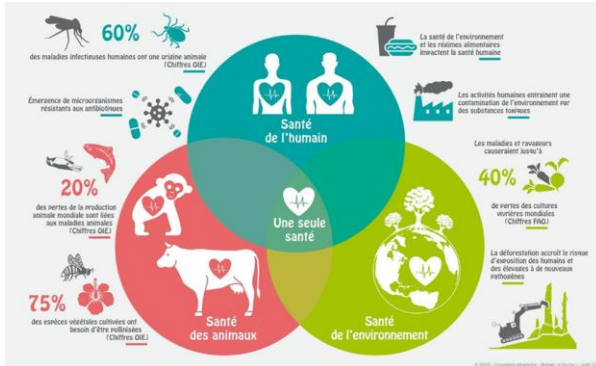 60%
des maladies infectieuses humaines ont une origine animale
(Chiffres OIE)
Émergence de microorganismes
résistants aux antibiotiques
20%
des pertes de la production
animale mondiale sont liées
aux maladies animales
(Chiffres OIE)
75%
des espèces végétales cultivées ont
besoin d'être pollinisées
(Chiffres OIE)
Santé
de l'humain
Une seule
santé
Santé
des animaux
Santé
de l'environnement
La santé de l'environnement
et les régimes alimentaires
impactent la santé humaine
Les activités humaines entrainent une
contamination de l'environnement par
des substances toxiques
Les maladies et ravageurs
causeraient jusqu'à
40%
de pertes des cultures
vivrières mondiales
(Chiffres FAO)
La déforestation accroît le risque
d'exposition des humains et
des élevages à de nouveaux
pathogènes